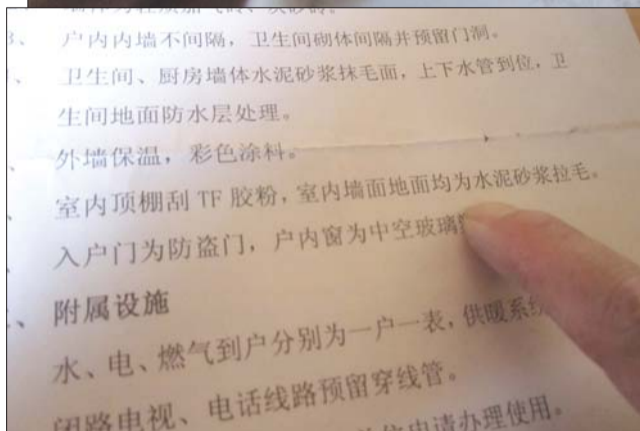 3、 户内内墙不间隔，卫生间砌体间隔并预留门洞。
、 卫生间、厨房墙体水泥砂浆抹毛面，上下水管到位，卫
生间地面防水层处理。
、 外墙保温，彩色涂料。
、 室内顶棚刮 TF 胶粉，室内墙面地面均为水泥砂浆拉毛。
入户门为防盗门，户内窗为中空玻璃
、 附属设施
水、电、燃气到户分别为一户一表，供暖系统
闭路电视、电话线路预留穿线管。
申请办理使用。